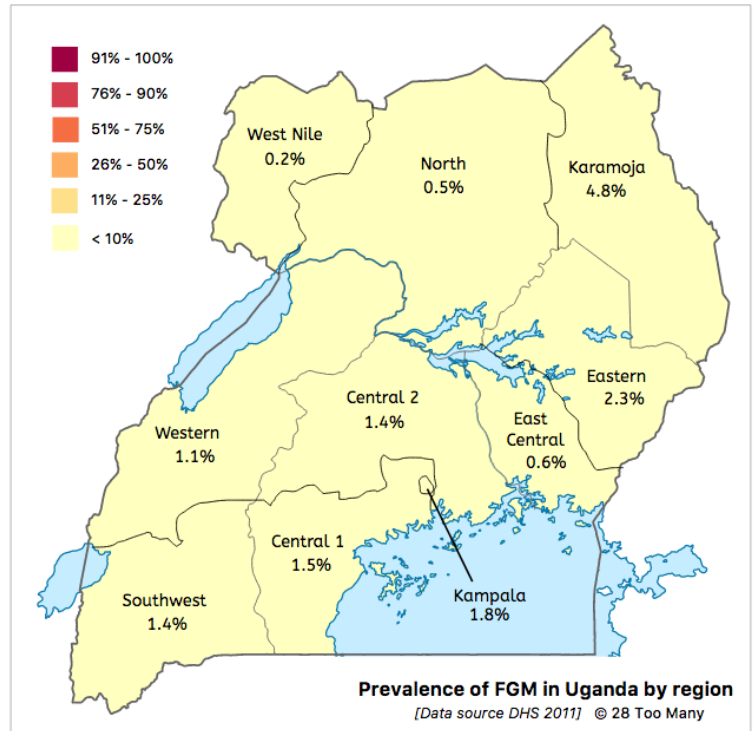 91% - 100%
76% - 90%
51% - 75%
26% - 50%
11% - 25%
< 10%
West Nile
0.2%
North
0.5%
Karamoja
4.8%
Eastern
2.3%
Central 2
1.4%
East
Central
0.6%
Western
1.1%
Central 1
1.5%
Kampala
1.8%
Southwest
1.4%
Prevalence of FGM in Uganda by region
[Data source DHS 2011] © 28 Too Many